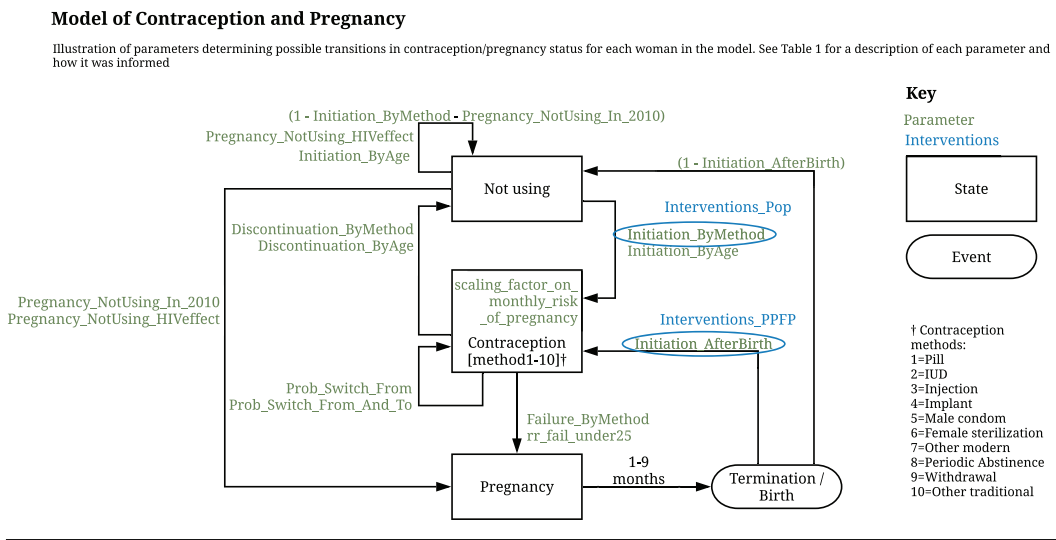 Model of Contraception and Pregnancy
Illustration of parameters determining possible transitions in contraception/pregnancy status for each woman in the model. See Table 1 for a description of each parameter and
how it was informed
Key
Parameter
Interventions
State
Event
(1 - Initiation_ByMethod - Pregnancy_NotUsing_In_2010)
Pregnancy_NotUsing_HIVeffect
Initiation_ByAge
Not using
(1 - Initiation_AfterBirth)
Interventions_Pop
Initiation_ByMethod
Initiation_ByAge
Discontinuation_ByMethod
Discontinuation_ByAge
scaling_factor_on_
monthly_risk
_of_pregnancy
Contraception
[method1-10]†
Pregnancy_NotUsing_In_2010
Pregnancy_NotUsing_HIVeffect
Interventions_PPFP
Initiation_AfterBirth
Prob_Switch_From
Prob_Switch_From_And_To
Failure_ByMethod
rr_fail_under25
Pregnancy
1-9
months
Termination /
Birth
† Contraception
methods:
1=Pill
2=IUD
3=Injection
4=Implant
5=Male condom
6=Female sterilization
7=Other modern
8=Periodic Abstinence
9=Withdrawal
10=Other traditional